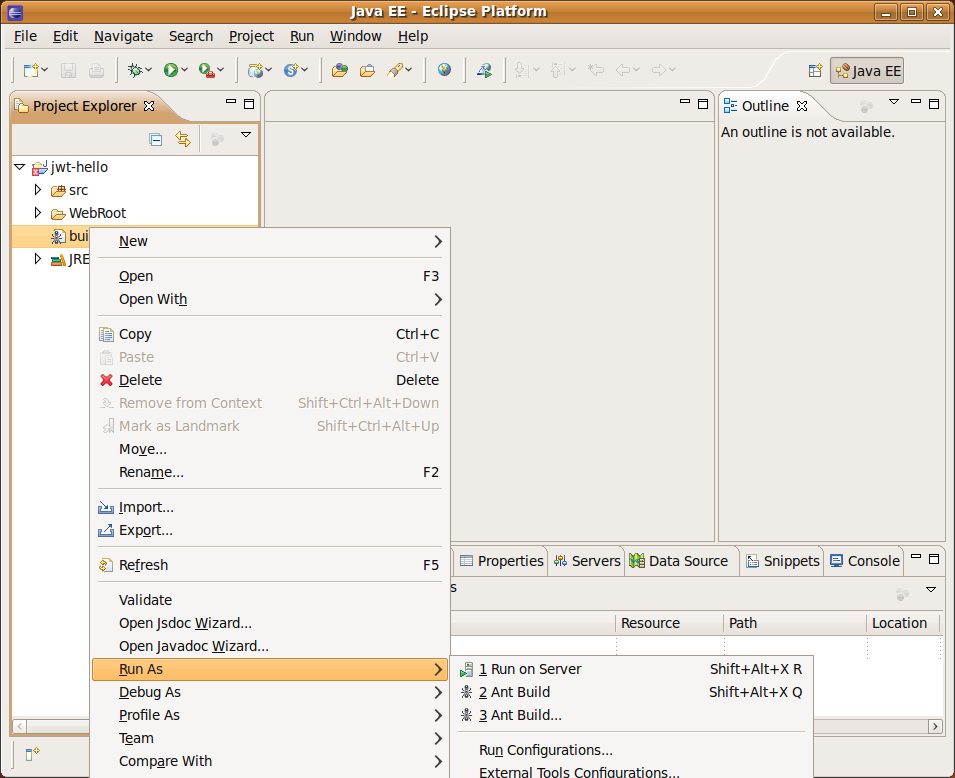 Java EE - Eclipse Platform
File Edit Navigate Search Project Run Window Help
Java EE
Project Explorer
Outline
An outline is not available.
jwt-hello
src
WebRoot
bui
JRE
New
Open F3
Open With
Copy Ctrl+C
Paste Ctrl+V
Delete Delete
Remove from Context Shift+Ctrl+Alt+Down
Mark as Landmark Shift+Ctrl+Alt+Up
Move...
Rename... F2
Import...
Export...
Refresh F5
Validate
Open Jsdoc Wizard...
Open Javadoc Wizard...
Run As
Debug As
Profile As
Team
Compare With
Properties Servers Data Source Snippets Console
s
Resource Path Location
1 Run on Server Shift+Alt+X R
2 Ant Build Shift+Alt+X Q
3 Ant Build...
Run Configurations...
External Tools Configurations...